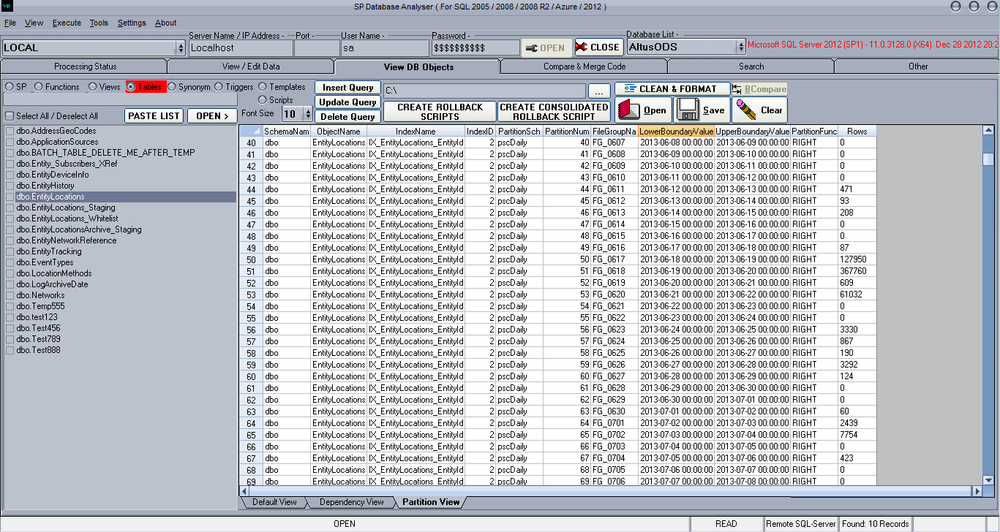 SP Database Analyser ( For SQL 2005 / 2008 / 2008 R2 / Azure / 2012 )
File View Execute Tools Settings About
Server Name / IP Address - Port - User Name - Password - Database List -
LOCAL Localhost sa $$$$$$$$$$ OPEN CLOSE AltusODS Microsoft SQL Server 2012 (SP1) - 11.0.3128.0 (X64) Dec 28 2012 20:2
Processing Status View / Edit Data View DB Objects Compare & Merge Code Search Other
SP Functions Views Tables Synonym Triggers Templates
Scripts
Font Size 10
Select All / Deselect All PASTE LIST OPEN >
Insert Query
Update Query
Delete Query
C:\ ... CLEAN & FORMAT BCompare
CREATE ROLLBACK SCRIPTS CREATE CONSOLIDATED ROLLBACK SCRIPT Open Save Clear
dbo.AddressGeoCodes
dbo.ApplicationSources
dbo.BATCH_TABLE_DELETE_ME_AFTER_TEMP
dbo.Entity_Subscribers_XRef
dbo.EntityDeviceInfo
dbo.EntityHistory
dbo.EntityLocations
dbo.EntityLocations_Staging
dbo.EntityLocations_Whitelist
dbo.EntityLocationsArchive_Staging
dbo.EntityNetworkReference
dbo.EntityTracking
dbo.EventTypes
dbo.LocationMethods
dbo.LogArchiveDate
dbo.Networks
dbo.Temp555
dbo.test123
dbo.Test456
dbo.Test789
dbo.Test888
SchemaNam ObjectName IndexName IndexID PartitionSch PartitionNum FileGroupNa LowerBoundaryValue UpperBoundaryValue PartitionFunc Rows
40 dbo EntityLocations IX_EntityLocations_EntityId 2 pscDaily 40 FG_0607 2013-06-08 00:00:00 2013-06-09 00:00:00 RIGHT 0
41 dbo EntityLocations IX_EntityLocations_EntityId 2 pscDaily 41 FG_0608 2013-06-09 00:00:00 2013-06-10 00:00:00 RIGHT 0
42 dbo EntityLocations IX_EntityLocations_EntityId 2 pscDaily 42 FG_0609 2013-06-10 00:00:00 2013-06-11 00:00:00 RIGHT 0
43 dbo EntityLocations IX_EntityLocations_EntityId 2 pscDaily 43 FG_0610 2013-06-11 00:00:00 2013-06-12 00:00:00 RIGHT 0
44 dbo EntityLocations IX_EntityLocations_EntityId 2 pscDaily 44 FG_0611 2013-06-12 00:00:00 2013-06-13 00:00:00 RIGHT 471
45 dbo EntityLocations IX_EntityLocations_EntityId 2 pscDaily 45 FG_0612 2013-06-13 00:00:00 2013-06-14 00:00:00 RIGHT 93
46 dbo EntityLocations IX_EntityLocations_EntityId 2 pscDaily 46 FG_0613 2013-06-14 00:00:00 2013-06-15 00:00:00 RIGHT 208
47 dbo EntityLocations IX_EntityLocations_EntityId 2 pscDaily 47 FG_0614 2013-06-15 00:00:00 2013-06-16 00:00:00 RIGHT 0
48 dbo EntityLocations IX_EntityLocations_EntityId 2 pscDaily 48 FG_0615 2013-06-16 00:00:00 2013-06-17 00:00:00 RIGHT 0
49 dbo EntityLocations IX_EntityLocations_EntityId 2 pscDaily 49 FG_0616 2013-06-17 00:00:00 2013-06-18 00:00:00 RIGHT 87
50 dbo EntityLocations IX_EntityLocations_EntityId 2 pscDaily 50 FG_0617 2013-06-18 00:00:00 2013-06-19 00:00:00 RIGHT 127950
51 dbo EntityLocations IX_EntityLocations_EntityId 2 pscDaily 51 FG_0618 2013-06-19 00:00:00 2013-06-20 00:00:00 RIGHT 367760
52 dbo EntityLocations IX_EntityLocations_EntityId 2 pscDaily 52 FG_0619 2013-06-20 00:00:00 2013-06-21 00:00:00 RIGHT 609
53 dbo EntityLocations IX_EntityLocations_EntityId 2 pscDaily 53 FG_0620 2013-06-21 00:00:00 2013-06-22 00:00:00 RIGHT 61032
54 dbo EntityLocations IX_EntityLocations_EntityId 2 pscDaily 54 FG_0621 2013-06-22 00:00:00 2013-06-23 00:00:00 RIGHT 0
55 dbo EntityLocations IX_EntityLocations_EntityId 2 pscDaily 55 FG_0622 2013-06-23 00:00:00 2013-06-24 00:00:00 RIGHT 0
56 dbo EntityLocations IX_EntityLocations_EntityId 2 pscDaily 56 FG_0623 2013-06-24 00:00:00 2013-06-25 00:00:00 RIGHT 3330
57 dbo EntityLocations IX_EntityLocations_EntityId 2 pscDaily 57 FG_0624 2013-06-25 00:00:00 2013-06-26 00:00:00 RIGHT 867
58 dbo EntityLocations IX_EntityLocations_EntityId 2 pscDaily 58 FG_0625 2013-06-26 00:00:00 2013-06-27 00:00:00 RIGHT 190
59 dbo EntityLocations IX_EntityLocations_EntityId 2 pscDaily 59 FG_0626 2013-06-27 00:00:00 2013-06-28 00:00:00 RIGHT 3292
60 dbo EntityLocations IX_EntityLocations_EntityId 2 pscDaily 60 FG_0627 2013-06-28 00:00:00 2013-06-29 00:00:00 RIGHT 124
61 dbo EntityLocations IX_EntityLocations_EntityId 2 pscDaily 61 FG_0628 2013-06-29 00:00:00 2013-06-30 00:00:00 RIGHT 0
62 dbo EntityLocations IX_EntityLocations_EntityId 2 pscDaily 62 FG_0629 2013-06-30 00:00:00 2013-07-01 00:00:00 RIGHT 0
63 dbo EntityLocations IX_EntityLocations_EntityId 2 pscDaily 63 FG_0630 2013-07-01 00:00:00 2013-07-02 00:00:00 RIGHT 60
64 dbo EntityLocations IX_EntityLocations_EntityId 2 pscDaily 64 FG_0701 2013-07-02 00:00:00 2013-07-03 00:00:00 RIGHT 2439
65 dbo EntityLocations IX_EntityLocations_EntityId 2 pscDaily 65 FG_0702 2013-07-03 00:00:00 2013-07-04 00:00:00 RIGHT 7754
66 dbo EntityLocations IX_EntityLocations_EntityId 2 pscDaily 66 FG_0703 2013-07-04 00:00:00 2013-07-05 00:00:00 RIGHT 0
67 dbo EntityLocations IX_EntityLocations_EntityId 2 pscDaily 67 FG_0704 2013-07-05 00:00:00 2013-07-06 00:00:00 RIGHT 423
68 dbo EntityLocations IX_EntityLocations_EntityId 2 pscDaily 68 FG_0705 2013-07-06 00:00:00 2013-07-07 00:00:00 RIGHT 0
69 dbo EntityLocations IX_EntityLocations_EntityId 2 pscDaily 69 FG_0706 2013-07-07 00:00:00 2013-07-08 00:00:00 RIGHT 0
Default View Dependency View Partition View
OPEN READ Remote SQL-Server Found: 10 Records